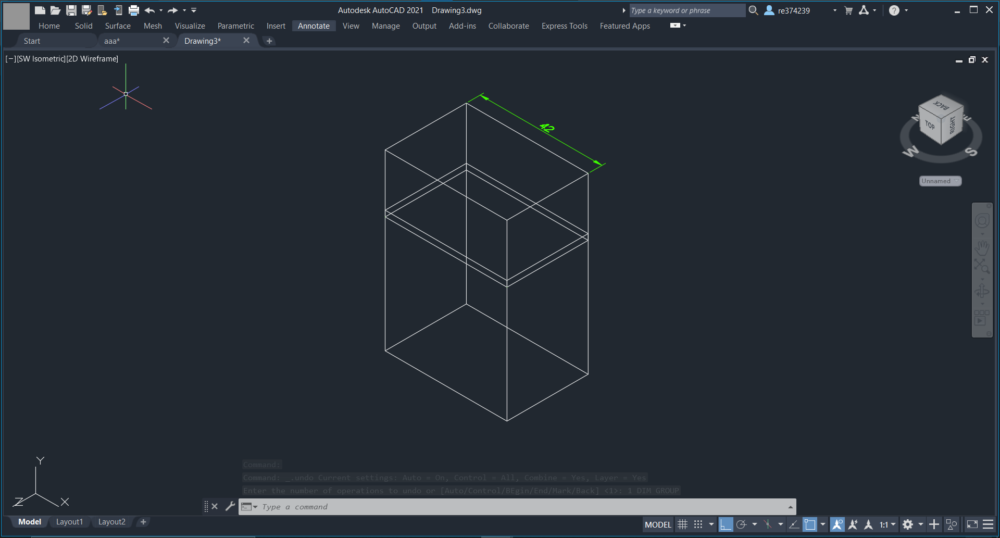 Autodesk AutoCAD 2021 Drawing3.dwg
Type a keyword or phrase
re374239
Home Solid Surface Mesh Visualize Parametric Insert Annotate View Manage Output Add-ins Collaborate Express Tools Featured Apps
Start aaa* Drawing3*
[−][SW Isometric][2D Wireframe]
42
BACK
TOP RIGHT
N E
W S
Unnamed
Y
Z X
Command:
Command: _.undo Current settings: Auto = On, Control = All, Combine = Yes, Layer = Yes
Enter the number of operations to undo or [Auto/Control/BEgin/End/Mark/Back] <1>: 1 DIM GROUP
Type a command
Model Layout1 Layout2
MODEL 1:1